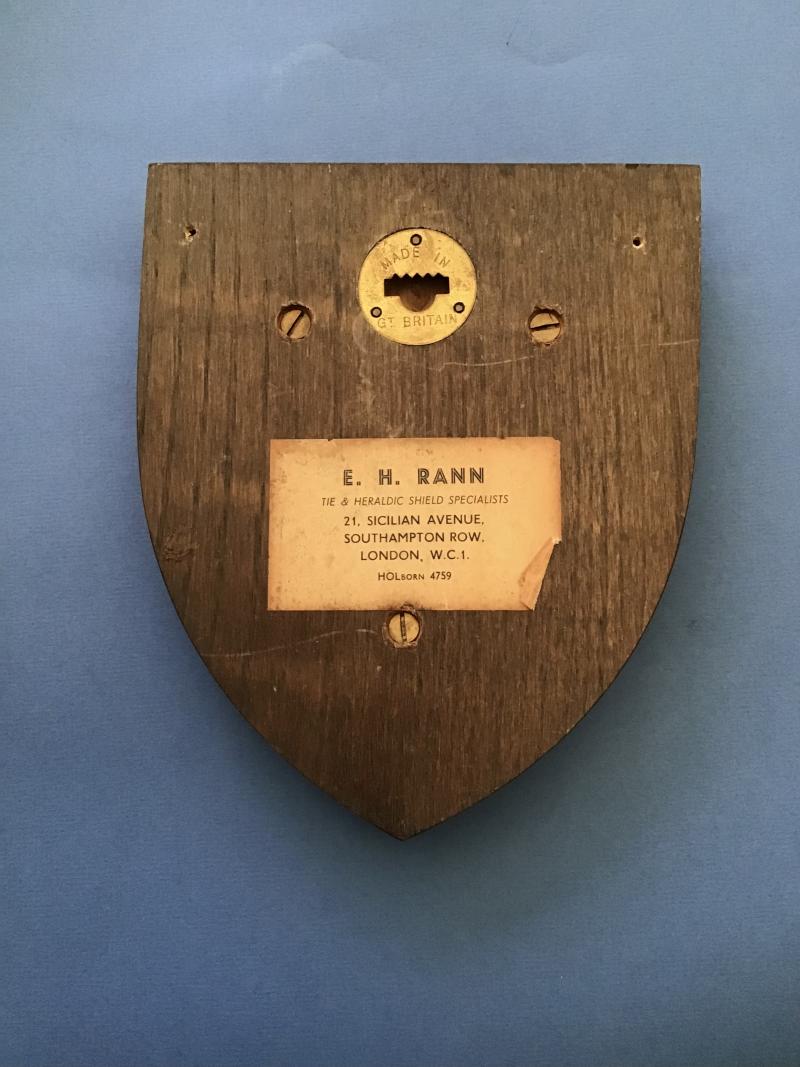 MADE IN
GT. BRITAIN
E. H. RANN
TIE & HERALDIC SHIELD SPECIALISTS
21, SICILIAN AVENUE,
SOUTHAMPTON ROW,
LONDON, W.C.1.
HOLBORN 4759